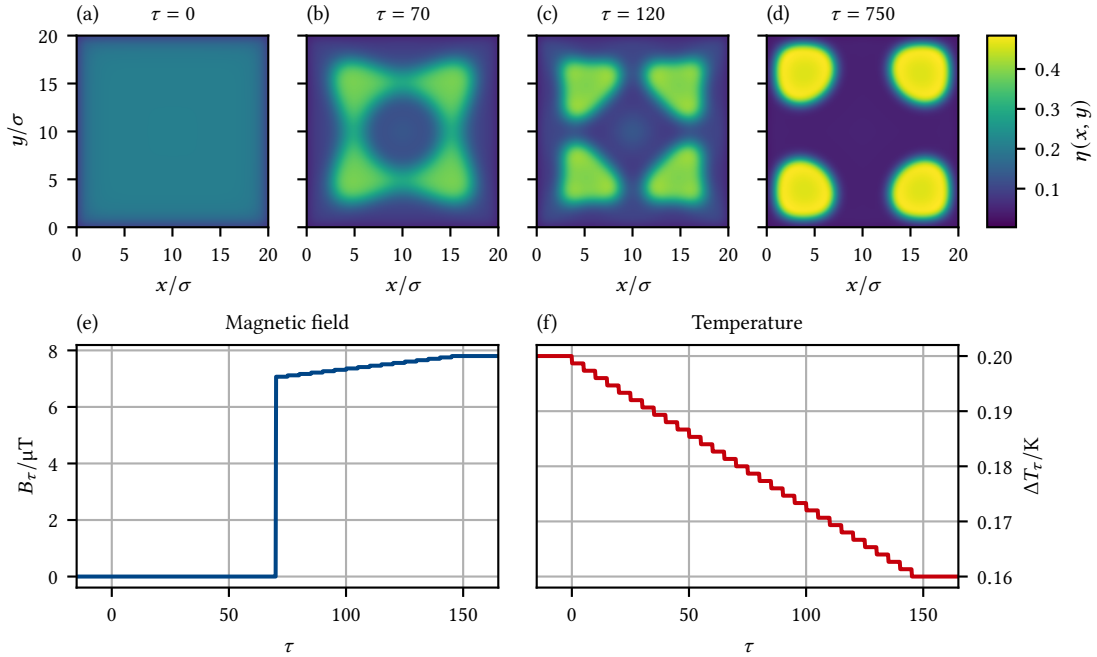 (a) τ = 0
(b) τ = 70
(c) τ = 120
(d) τ = 750
20
15
10
5
0
y/σ
0 5 10 15 20
x/σ
0 5 10 15 20
x/σ
0 5 10 15 20
x/σ
0 5 10 15 20
x/σ
0.4
0.3
0.2
0.1
η(x, y)
(e) Magnetic field
8
6
4
2
0
B_τ/µT
0 50 100 150
τ
(f) Temperature
0.20
0.19
0.18
0.17
0.16
ΔT_τ/K
0 50 100 150
τ